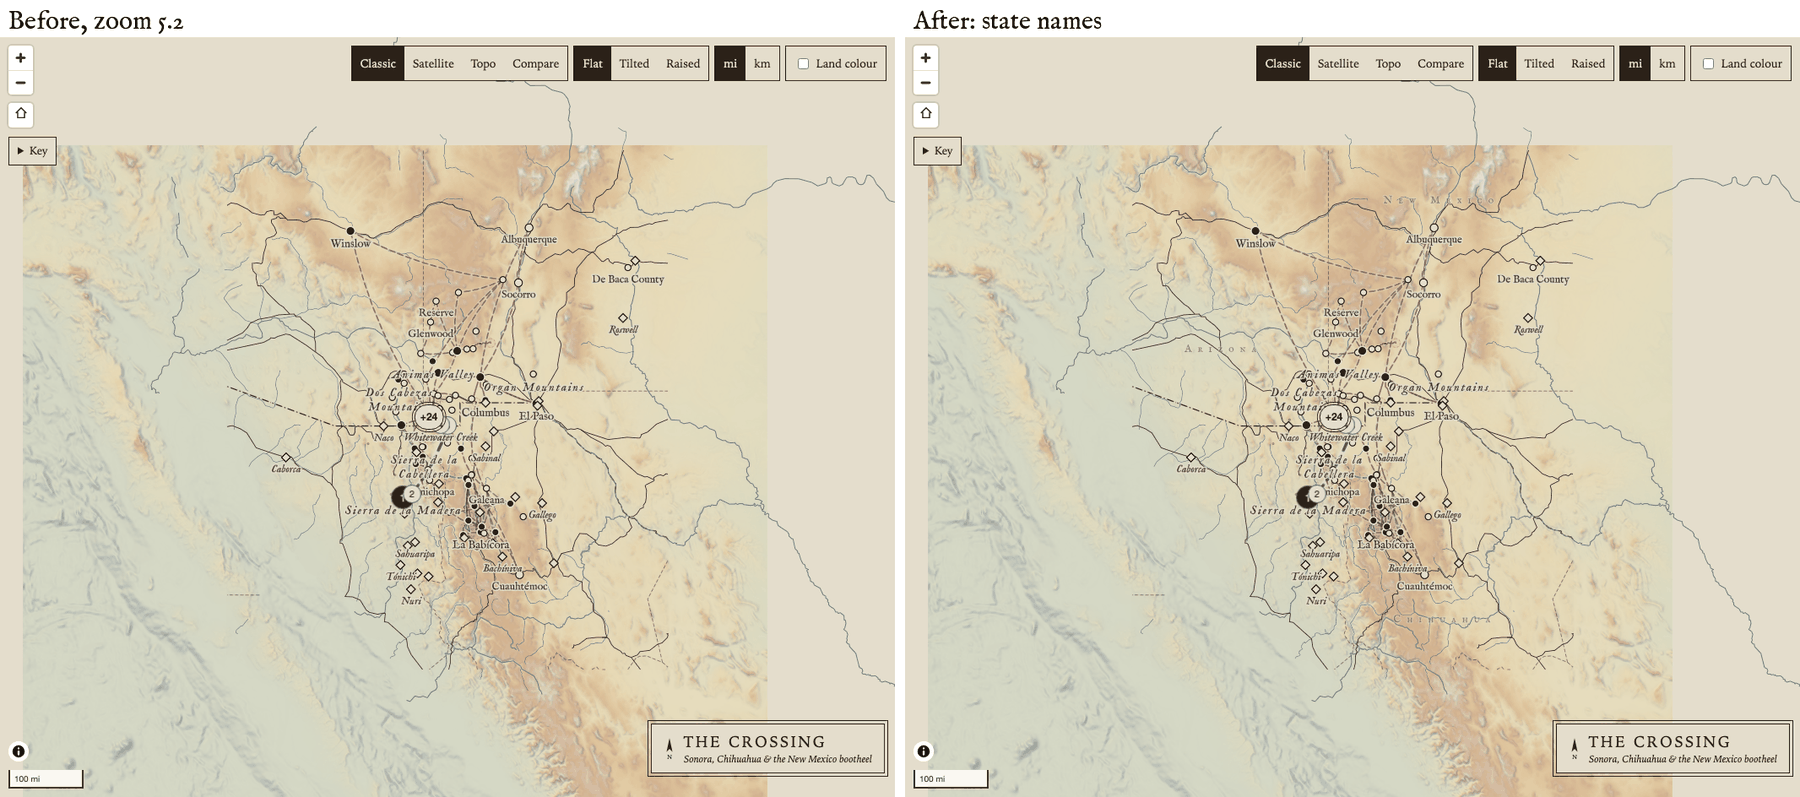 Before, zoom 5.2
Classic Satellite Topo Compare Flat Tilted Raised mi km Land colour
Key
Winslow
Albuquerque
De Baca County
Socorro
Reserve
Roswell
Glenwood
Animas Valley
Organ Mountains
Dos Cabezas
Mountains
+24
Columbus
El Paso
Naco
Whitewater Creek
Sabinal
Sierra de la
Cabellera
Caborca
2
Galeana
Sierra de la Madera
Gallego
La Babícora
Sahuaripa
Bachíniva
Tónichi
Cuauhtémoc
Nuri
THE CROSSING
N
Sonora, Chihuahua & the New Mexico bootheel
100 mi
After: state names
Classic Satellite Topo Compare Flat Tilted Raised mi km Land colour
Key
New Mexico
Winslow
Albuquerque
De Baca County
Socorro
Reserve
Roswell
Glenwood
Arizona
Animas Valley
Organ Mountains
Dos Cabezas
Mountains
+24
Columbus
El Paso
Naco
Whitewater Creek
Sabinal
Sierra de la
Cabellera
Caborca
2
Galeana
Sierra de la Madera
Gallego
La Babícora
Sahuaripa
Bachíniva
Tónichi
Cuauhtémoc
Nuri
Chihuahua
THE CROSSING
N
Sonora, Chihuahua & the New Mexico bootheel
100 mi